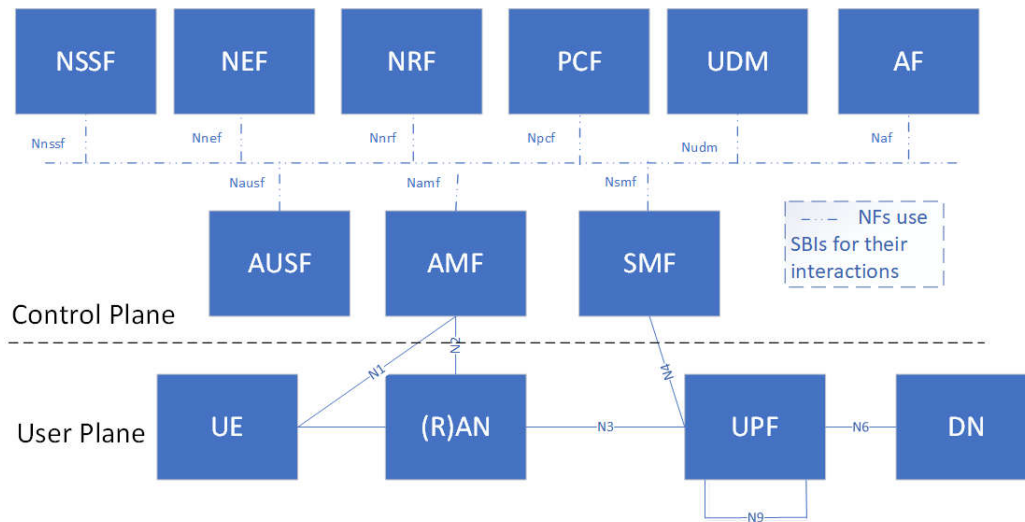 NSSF
NEF
NRF
PCF
UDM
AF
Nnssf
Nnef
Nnrf
Npcf
Nudm
Naf
Nausf
Namf
Nsmf
AUSF
AMF
SMF
NFs use
SBIs for their
interactions
Control Plane
N1
N2
N4
User Plane
UE
(R)AN
N3
UPF
N6
DN
N9